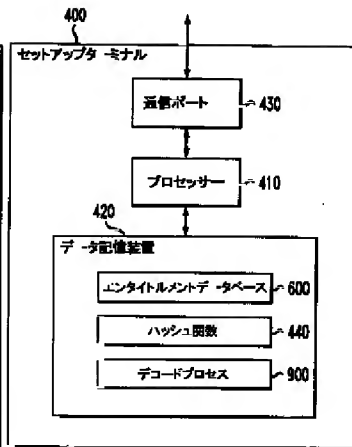 400
セットアップターミナル
通信ポート
430
プロセッサー
410
420
データ記憶装置
エンタイトルメントデータベース
600
ハッシュ関数
440
デコードプロセス
900